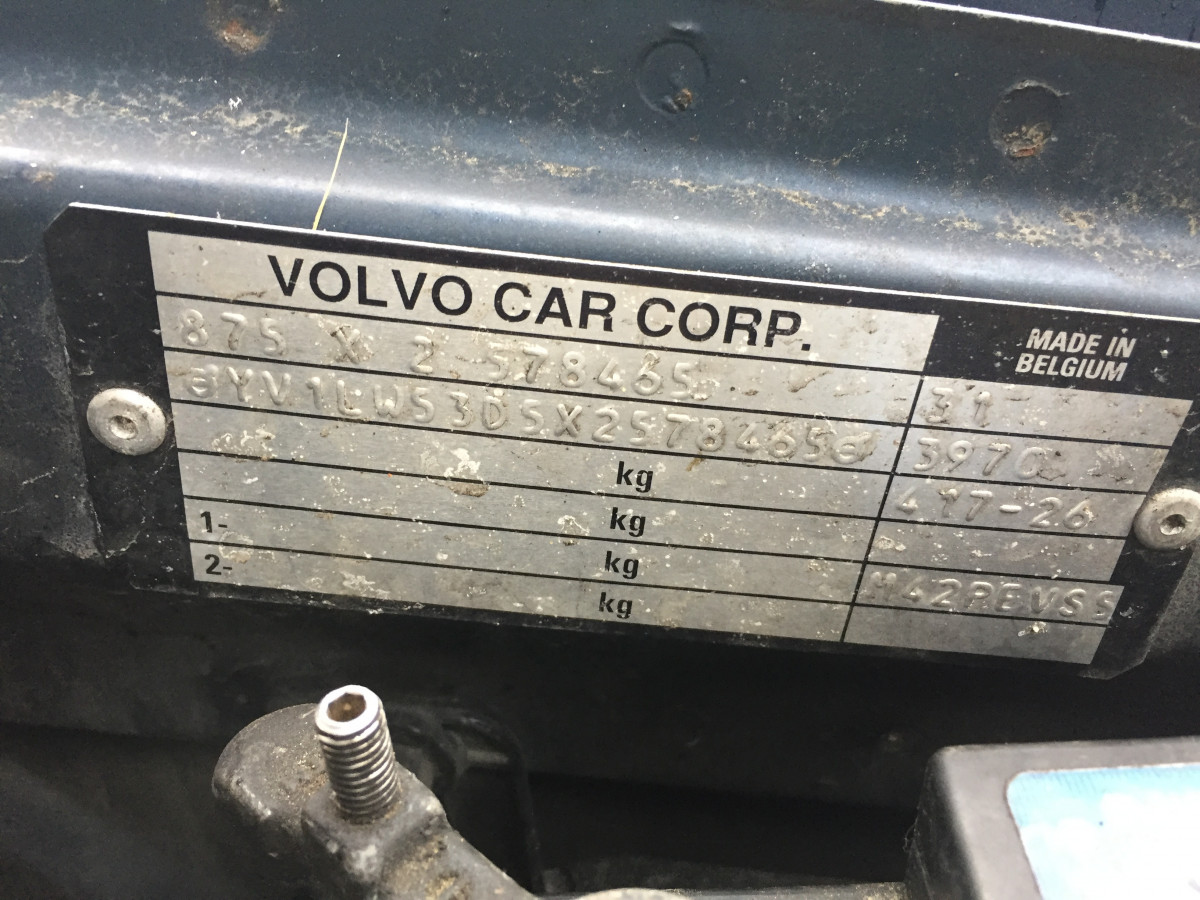 VOLVO CAR CORP.
MADE IN
BELGIUM
875 X 2 578465
31
YV1LW53D5X2578465
3970
417-26
kg
kg
1- kg
M42REVSS
2- kg